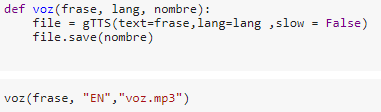 def voz(frase, lang, nombre):
    file = gTTS(text=frase,lang=lang ,slow = False)
    file.save(nombre)
voz(frase, "EN","voz.mp3")